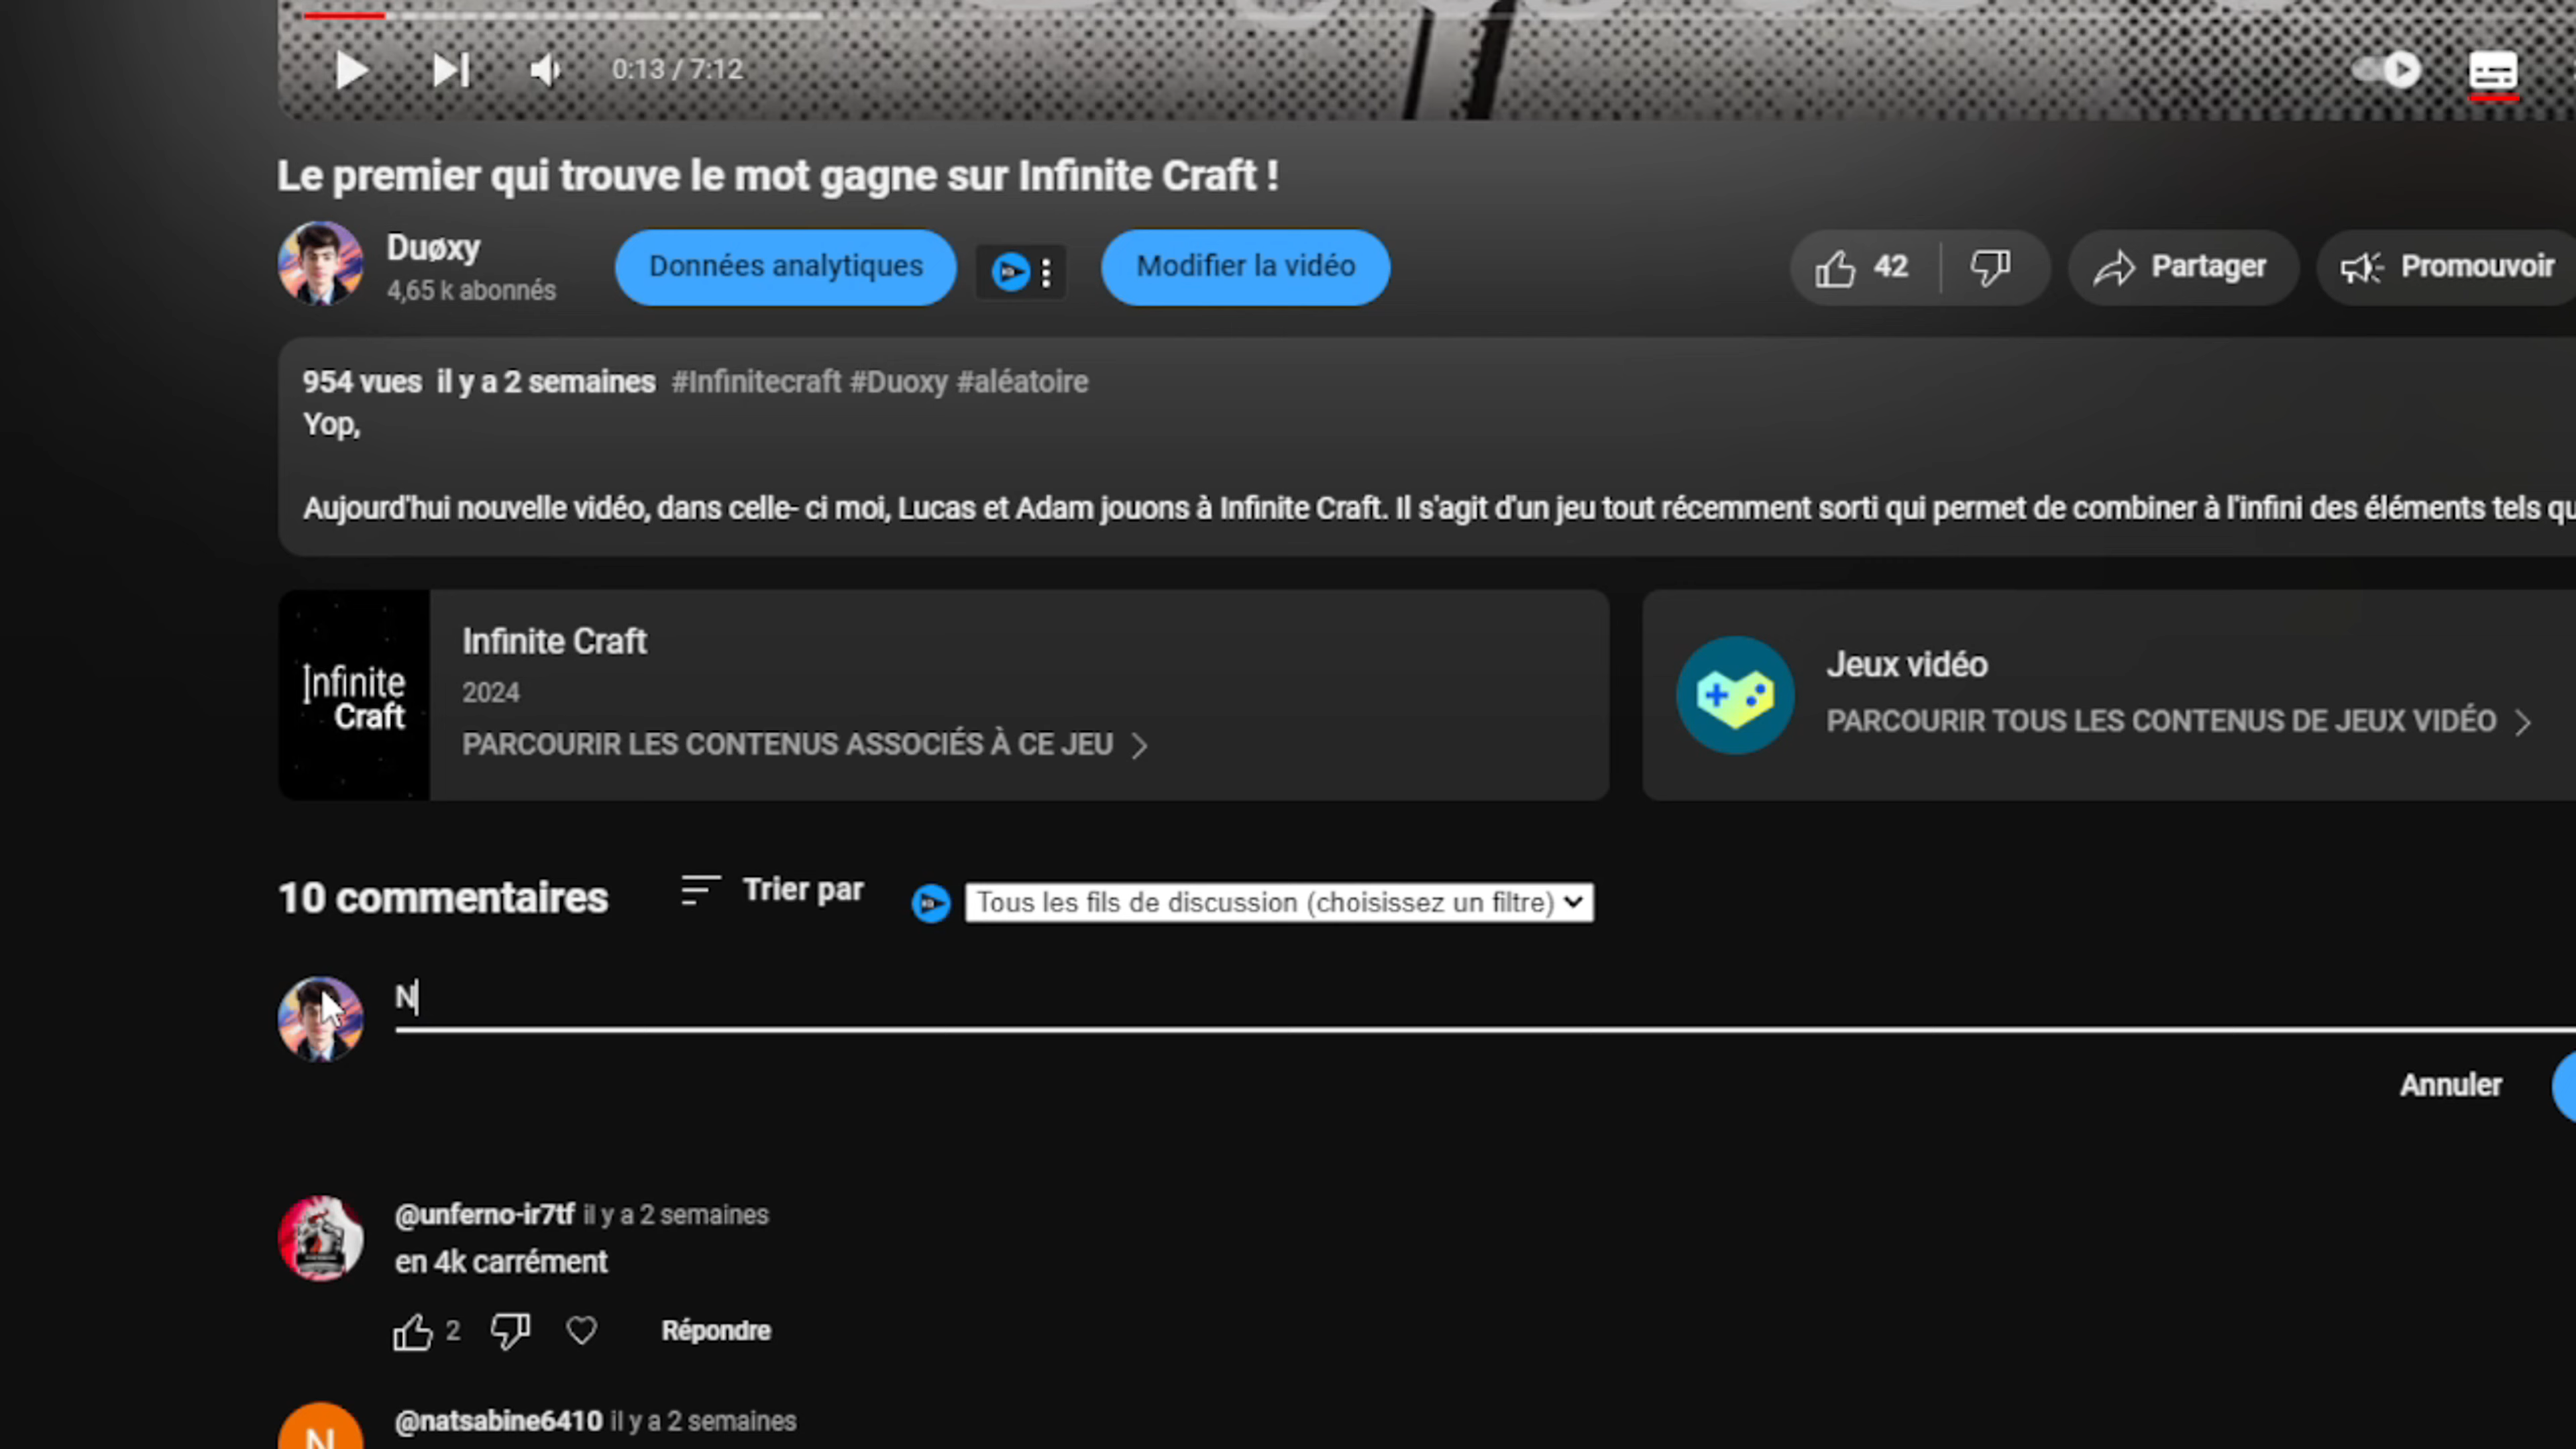 0:13 / 7:12
Le premier qui trouve le mot gagne sur Infinite Craft !
Duøxy
4,65 k abonnés
Données analytiques
Modifier la vidéo
42
Partager
Promouvoir
954 vues il y a 2 semaines #Infinitecraft #Duoxy #aléatoire
Yop,
Aujourd'hui nouvelle vidéo, dans celle- ci moi, Lucas et Adam jouons à Infinite Craft. Il s'agit d'un jeu tout récemment sorti qui permet de combiner à l'infini des éléments tels qu
Infinite
Craft
Infinite Craft
2024
PARCOURIR LES CONTENUS ASSOCIÉS À CE JEU
Jeux vidéo
PARCOURIR TOUS LES CONTENUS DE JEUX VIDÉO
10 commentaires
Trier par
Tous les fils de discussion (choisissez un filtre)
N
Annuler
@unferno-ir7tf il y a 2 semaines
en 4k carrément
2
Répondre
@natsabine6410 il y a 2 semaines
N